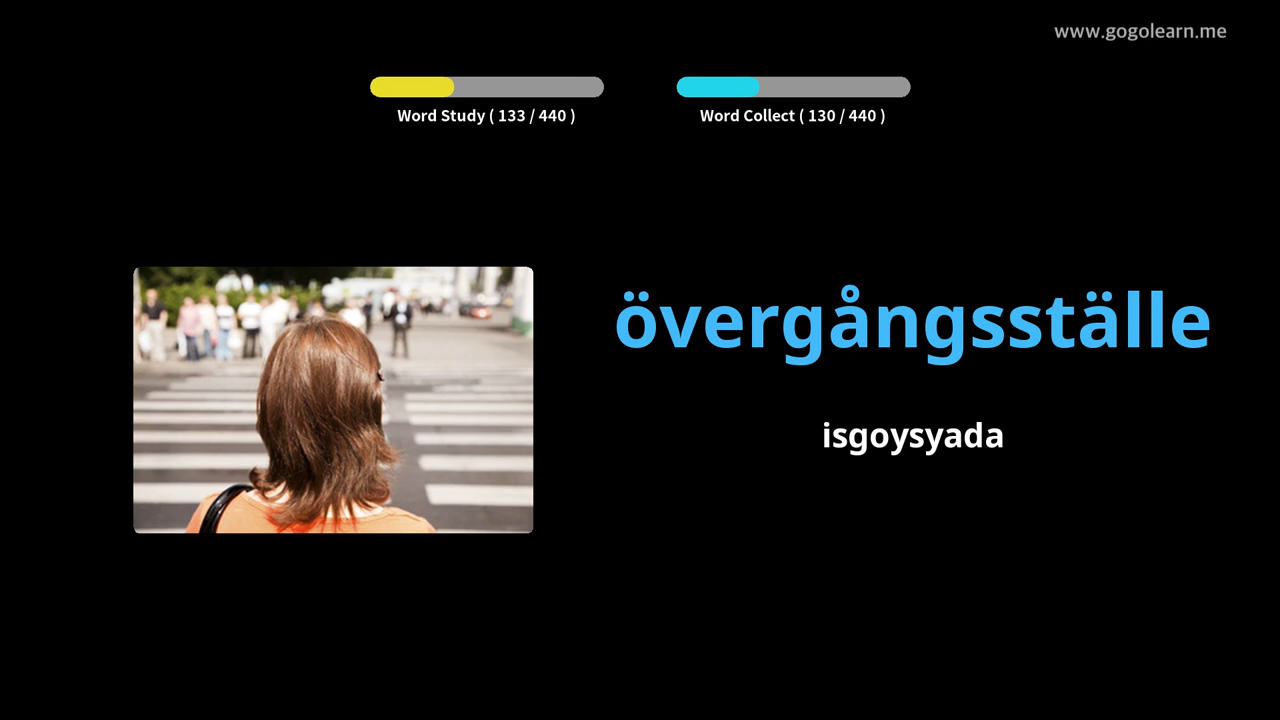 www.gogolearn.me
Word Study ( 133 / 440 )
Word Collect ( 130 / 440 )
övergångsställe
isgoysyada